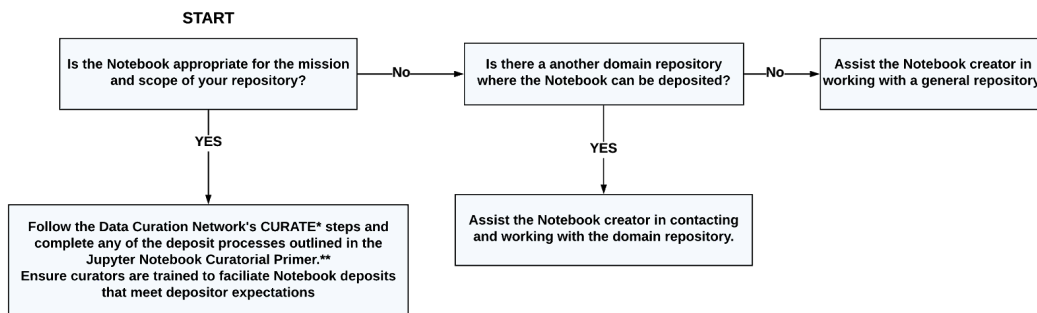 START
Is the Notebook appropriate for the mission
and scope of your repository?
No
Is there a another domain repository
where the Notebook can be deposited?
No
Assist the Notebook creator in
working with a general repository
YES
YES
Follow the Data Curation Network's CURATE* steps and
complete any of the deposit processes outlined in the
Jupyter Notebook Curatorial Primer.**
Ensure curators are trained to faciliate Notebook deposits
that meet depositor expectations
Assist the Notebook creator in contacting
and working with the domain repository.